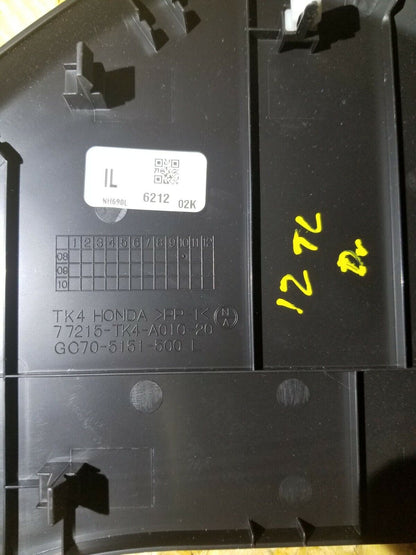 IL
NH690L 6212 02K
1 2 3 4 5 6 7 8 9 10 11 12
08
09
10
TK4 HONDA >PP-I<
77215-TK4-A010-20
GC70-5151-500 L
12 TL
Dr